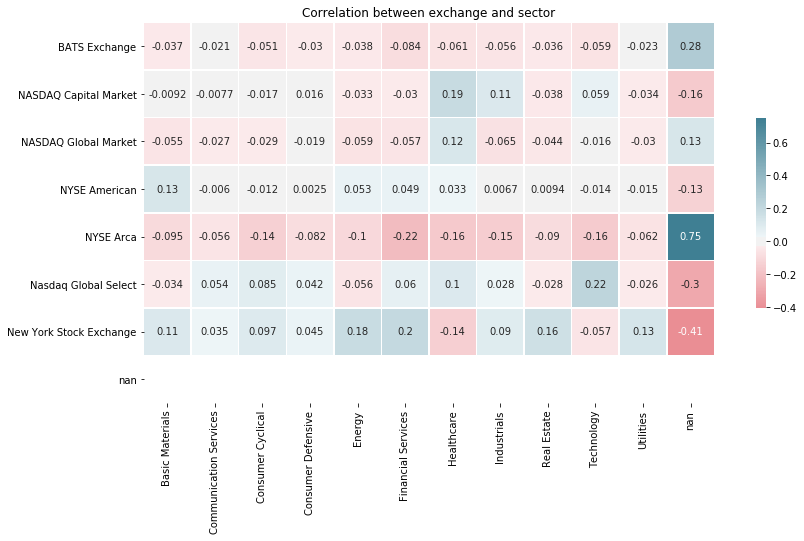 Correlation between exchange and sector
BATS Exchange -0.037 -0.021 -0.051 -0.03 -0.038 -0.084 -0.061 -0.056 -0.036 -0.059 -0.023 0.28
NASDAQ Capital Market -0.0092 -0.0077 -0.017 0.016 -0.033 -0.03 0.19 0.11 -0.038 0.059 -0.034 -0.16
NASDAQ Global Market -0.055 -0.027 -0.029 -0.019 -0.059 -0.057 0.12 -0.065 -0.044 -0.016 -0.03 0.13
NYSE American 0.13 -0.006 -0.012 0.0025 0.053 0.049 0.033 0.0067 0.0094 -0.014 -0.015 -0.13
NYSE Arca -0.095 -0.056 -0.14 -0.082 -0.1 -0.22 -0.16 -0.15 -0.09 -0.16 -0.062 0.75
Nasdaq Global Select -0.034 0.054 0.085 0.042 -0.056 0.06 0.1 0.028 -0.028 0.22 -0.026 -0.3
New York Stock Exchange 0.11 0.035 0.097 0.045 0.18 0.2 -0.14 0.09 0.16 -0.057 0.13 -0.41
nan
Basic Materials
Communication Services
Consumer Cyclical
Consumer Defensive
Energy
Financial Services
Healthcare
Industrials
Real Estate
Technology
Utilities
nan
0.6
0.4
0.2
0.0
−0.2
−0.4